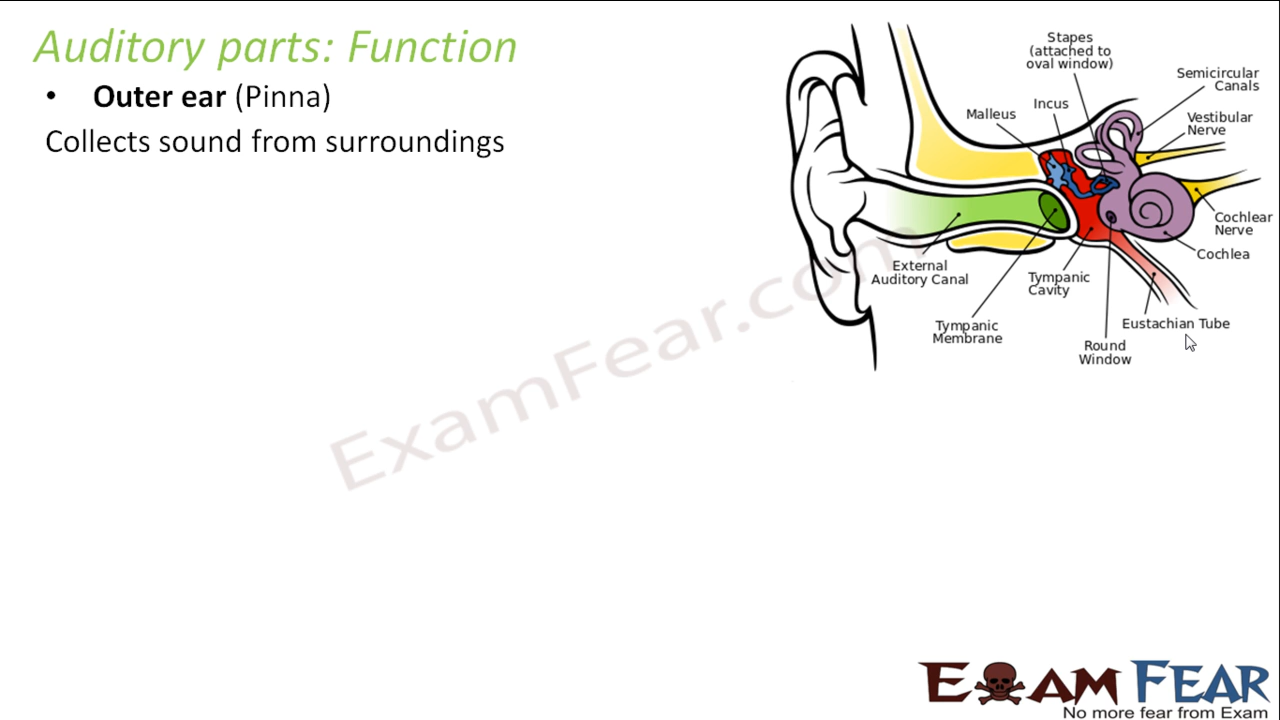 Auditory parts: Function
• Outer ear (Pinna)
Collects sound from surroundings
Stapes
(attached to
oval window)
Semicircular
Canals
Malleus
Incus
Vestibular
Nerve
Cochlear
Nerve
Cochlea
External
Auditory Canal
Tympanic
Cavity
Tympanic
Membrane
Eustachian Tube
Round
Window
ExamFear.com
EXAM FEAR
No more fear from Exam